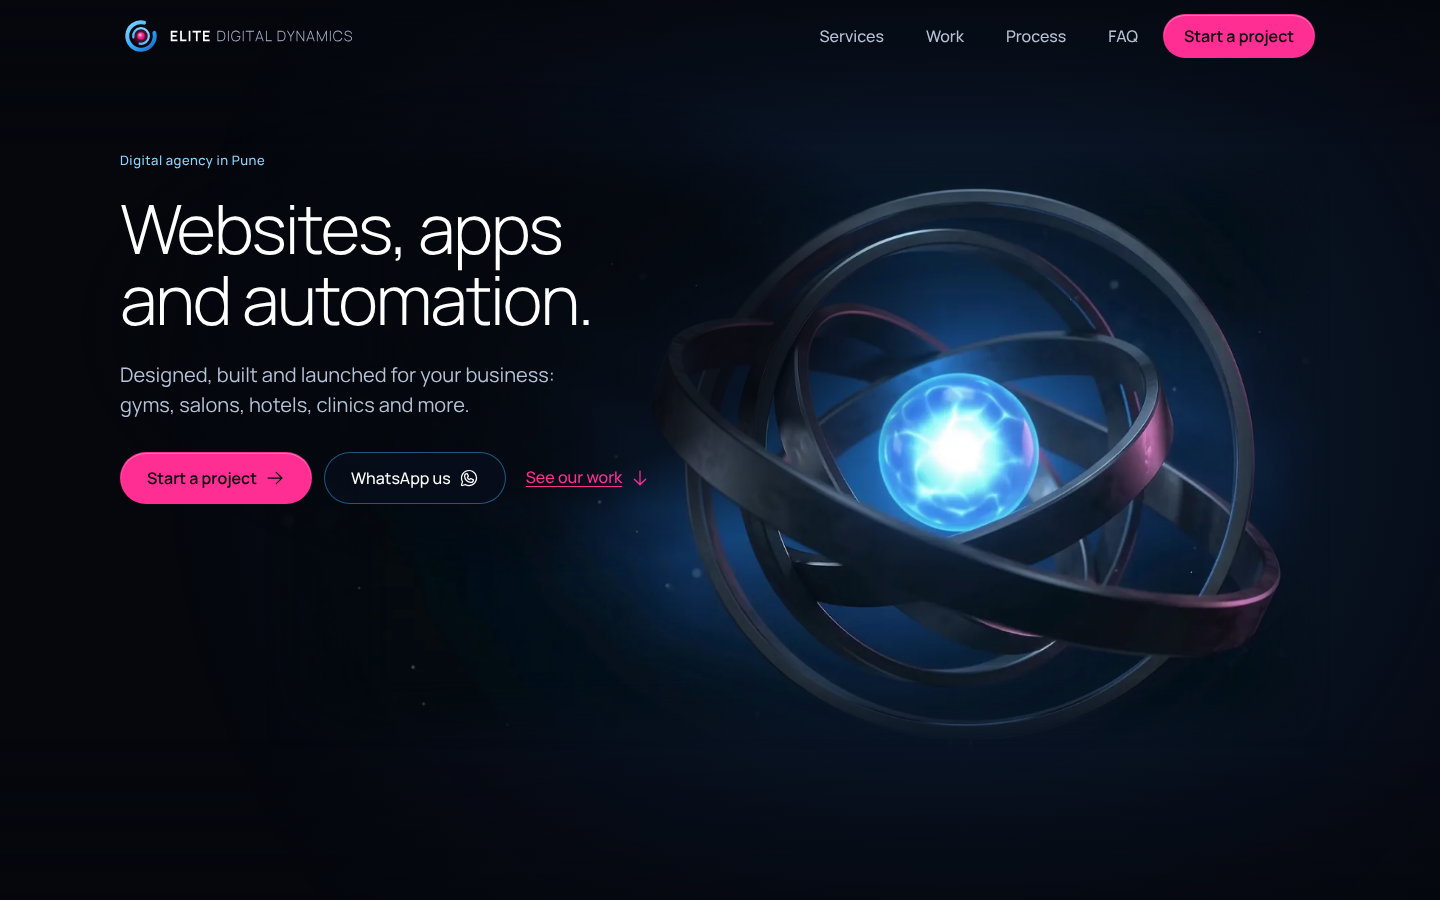 ELITE DIGITAL DYNAMICS
Services
Work
Process
FAQ
Start a project
Digital agency in Pune
Websites, apps
and automation.
Designed, built and launched for your business:
gyms, salons, hotels, clinics and more.
Start a project
WhatsApp us
See our work